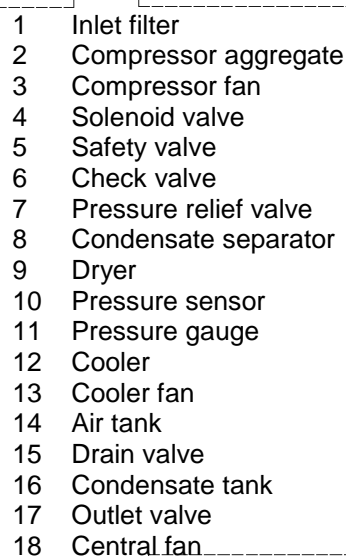 1 Inlet filter
2 Compressor aggregate
3 Compressor fan
4 Solenoid valve
5 Safety valve
6 Check valve
7 Pressure relief valve
8 Condensate separator
9 Dryer
10 Pressure sensor
11 Pressure gauge
12 Cooler
13 Cooler fan
14 Air tank
15 Drain valve
16 Condensate tank
17 Outlet valve
18 Central fan